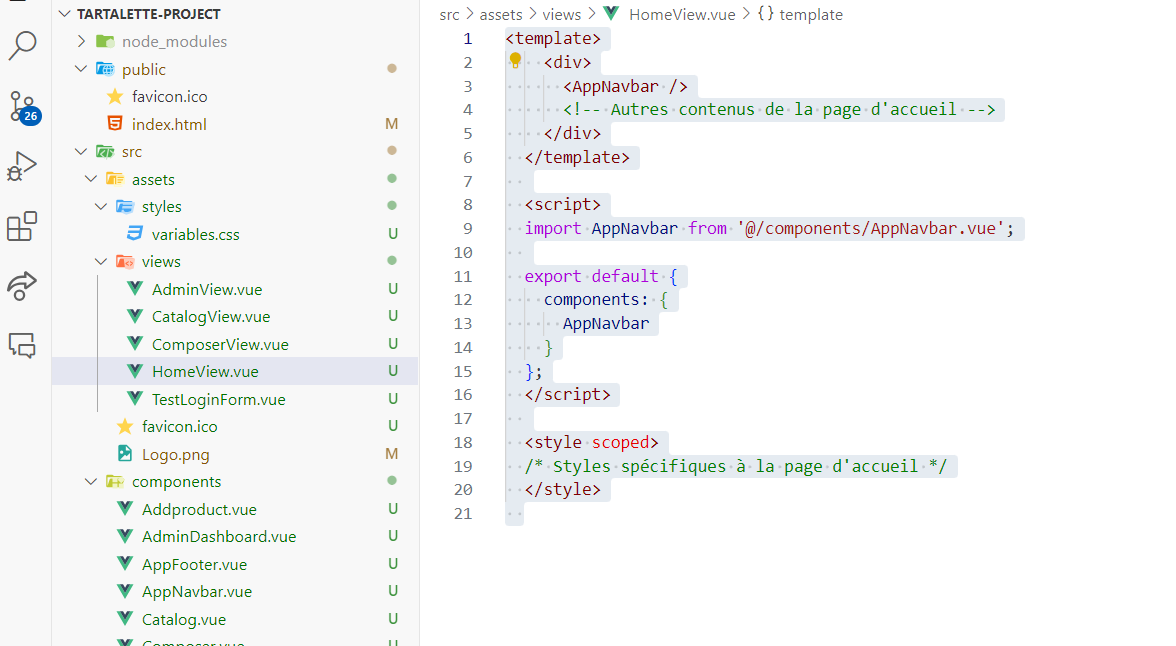 TARTALETTE-PROJECT
node_modules
public
favicon.ico
index.html M
src
assets
styles
variables.css U
views
AdminView.vue U
CatalogView.vue U
ComposerView.vue U
HomeView.vue U
TestLoginForm.vue U
favicon.ico U
Logo.png M
components
Addproduct.vue U
AdminDashboard.vue U
AppFooter.vue U
AppNavbar.vue U
Catalog.vue U
Composer.vue U
26
src > assets > views > HomeView.vue > {} template
1 <template>
2 <div>
3 <AppNavbar />
4 <!-- Autres contenus de la page d'accueil -->
5 </div>
6 </template>
7
8 <script>
9 import AppNavbar from '@/components/AppNavbar.vue';
10
11 export default {
12 components: {
13 AppNavbar
14 }
15 };
16 </script>
17
18 <style scoped>
19 /* Styles spécifiques à la page d'accueil */
20 </style>
21